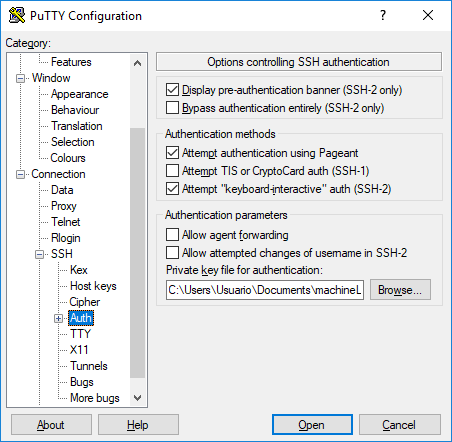 PuTTY Configuration
Category:
Features
Window
Appearance
Behaviour
Translation
Selection
Colours
Connection
Data
Proxy
Telnet
Rlogin
SSH
Kex
Host keys
Cipher
Auth
TTY
X11
Tunnels
Bugs
More bugs
Options controlling SSH authentication
Display pre-authentication banner (SSH-2 only)
Bypass authentication entirely (SSH-2 only)
Authentication methods
Attempt authentication using Pageant
Attempt TIS or CryptoCard auth (SSH-1)
Attempt "keyboard-interactive" auth (SSH-2)
Authentication parameters
Allow agent forwarding
Allow attempted changes of username in SSH-2
Private key file for authentication:
C:\Users\Usuario\Documents\machineL
Browse...
About
Help
Open
Cancel